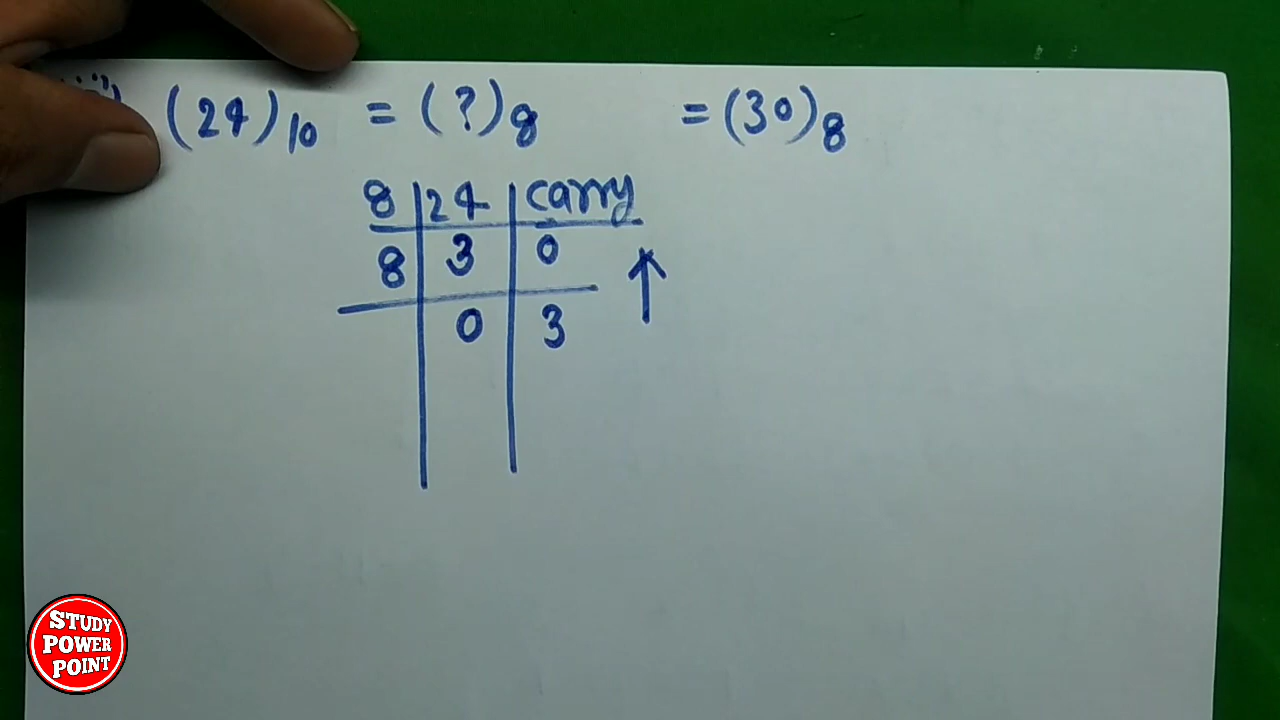 (24)10 = (?)8 = (30)8
8 24 carry
8 3 0
0 3
STUDY
POWER
POINT